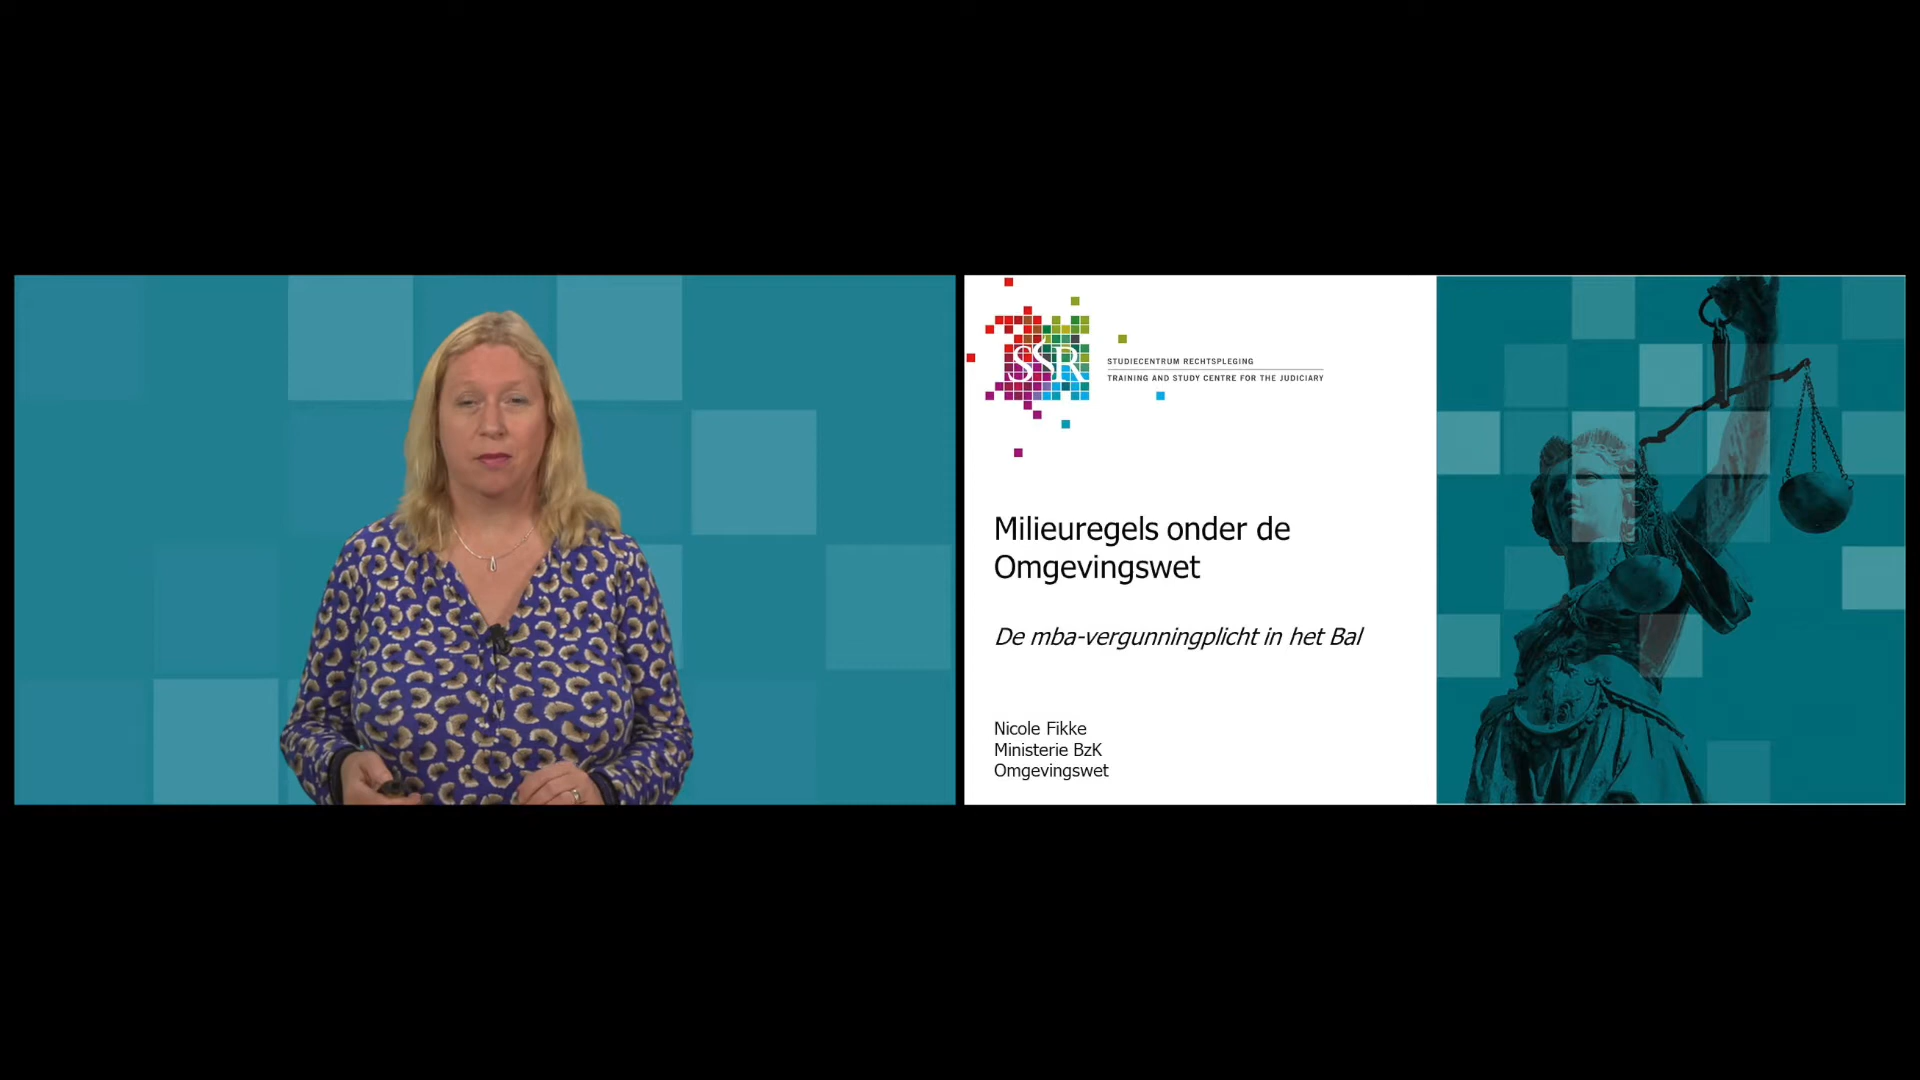 SSR
STUDIECENTRUM RECHTSPLEGING
TRAINING AND STUDY CENTRE FOR THE JUDICIARY
Milieuregels onder de
Omgevingswet
De mba-vergunningplicht in het Bal
Nicole Fikke
Ministerie BzK
Omgevingswet